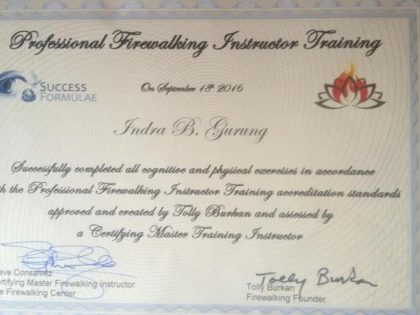 Professional Firewalking Instructor Training
SUCCESS
FORMULAE
On September 18th 2016
Indra B. Gurung
Successfully completed all cognitive and physical exercises in accordance
h the Professional Firewalking Instructor Training accreditation standards
approved and created by Tolly Burkan and assessed by
a Certifying Master Training Instructor
eve Consalvez
ertifying Master Firewalking Instructor
e Firewalking Center
Tolly Burkan
Tolly Burkan
Firewalking Founder